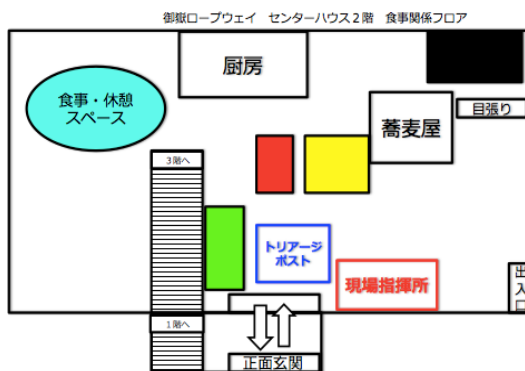 御嶽ロープウェイ　センターハウス２階　食事関係フロア
厨房
食事・休憩
スペース
目張り
蕎麦屋
3階へ
トリアージ
ポスト
現場指揮所
出
入
口
1階へ
正面玄関